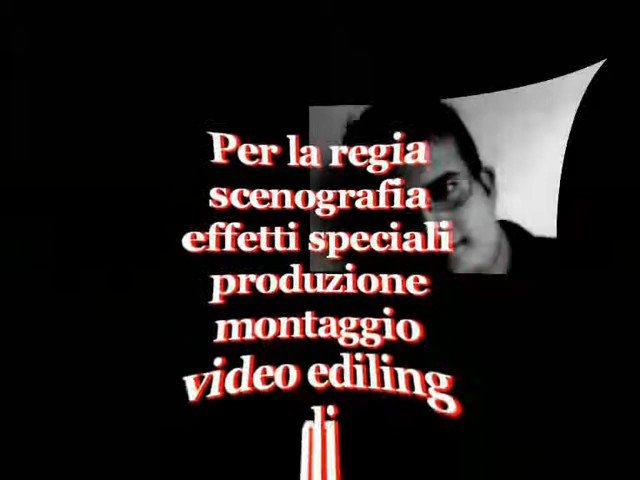 Per la regia
scenografia
effetti speciali
produzione
montaggio
video ediling
di